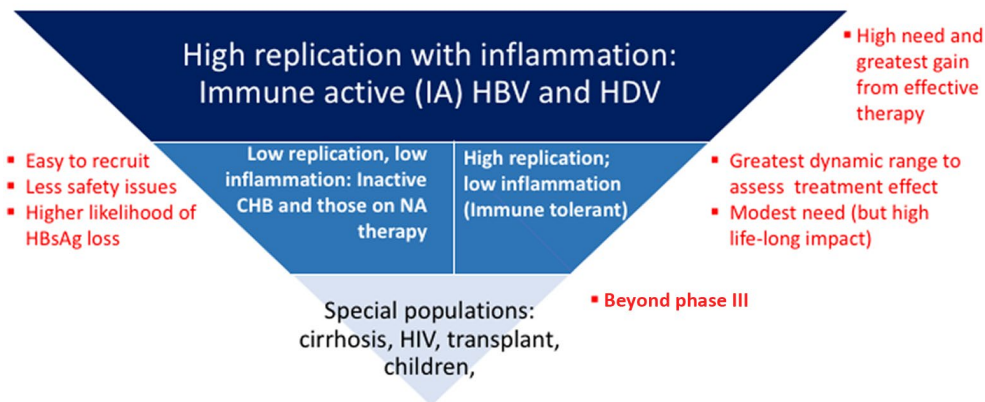 High replication with inflammation:
Immune active (IA) HBV and HDV
▪ High need and
greatest gain
from effective
therapy
▪ Easy to recruit
▪ Less safety issues
▪ Higher likelihood of
HBsAg loss
Low replication, low
inflammation: Inactive
CHB and those on NA
therapy
High replication;
low inflammation
(Immune tolerant)
▪ Greatest dynamic range to
assess treatment effect
▪ Modest need (but high
life-long impact)
Special populations:
cirrhosis, HIV, transplant,
children,
▪ Beyond phase III